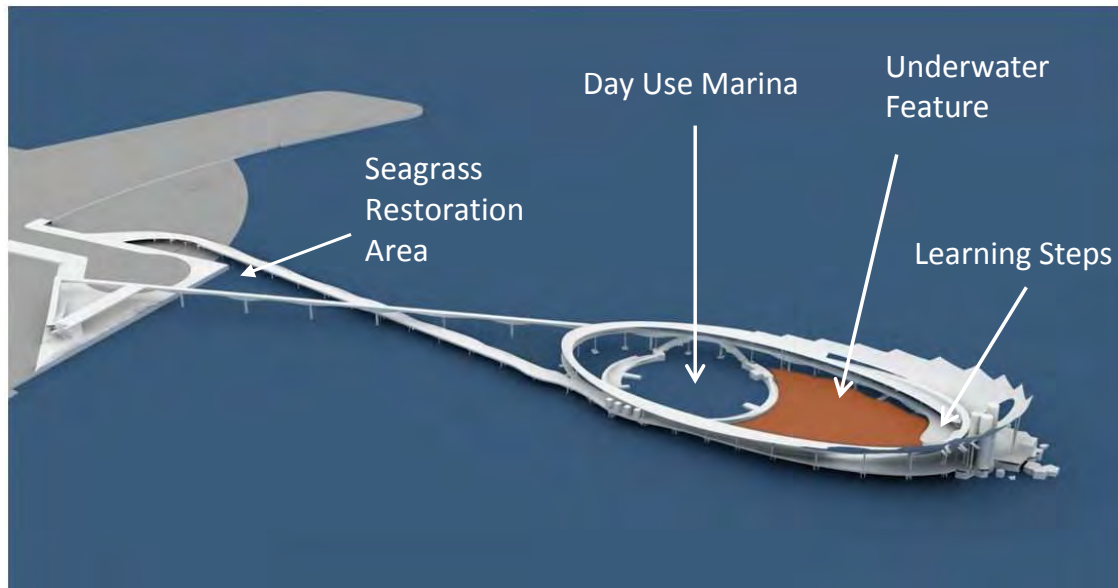 Day Use Marina
Underwater
Feature
Seagrass
Restoration
Area
Learning Steps